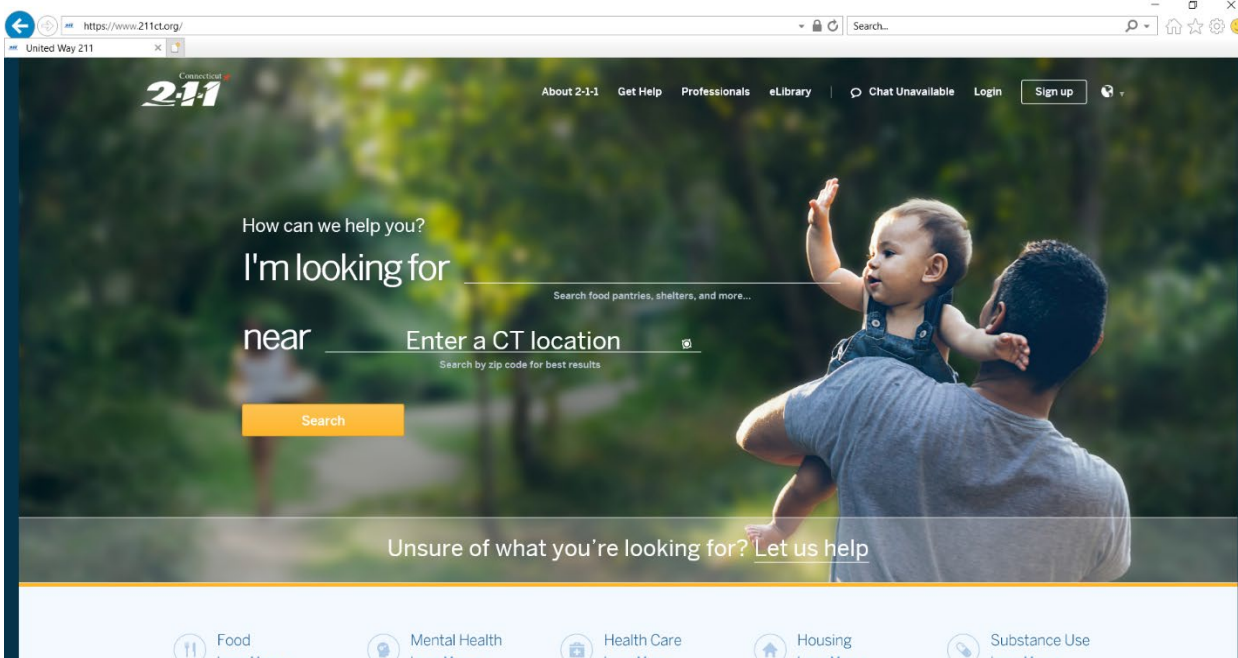 https://www.211ct.org/
Search...
United Way 211
Connecticut
2-1-1
About 2-1-1 Get Help Professionals eLibrary Chat Unavailable Login Sign up
How can we help you?
I'm looking for
Search food pantries, shelters, and more...
near Enter a CT location
Search by zip code for best results
Search
Unsure of what you're looking for? Let us help
Food Mental Health Health Care Housing Substance Use